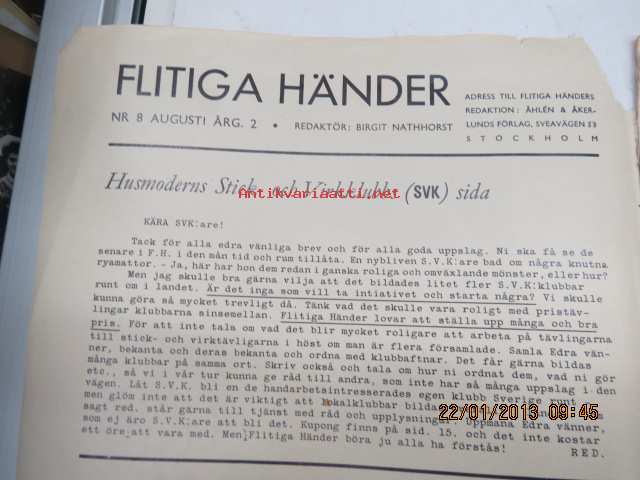 FLITIGA HÄNDER
NR 8 AUGUSTI ÅRG. 2 • REDAKTÖR: BIRGIT NATHHORST
ADRESS TILL FLITIGA HÄNDERS
REDAKTION: ÅHLÉN & ÅKER-
LUNDS FÖRLAG, SVEAVÄGEN 53
STOCKHOLM
Husmoderns Stick- och Virkklubbs (SVK) sida
Antikvariaatti.net
KÄRA SVK:are!
Tack för alla edra vänliga brev och för alla goda uppslag. Ni ska få se de
senare i F.H. i den mån tid och rum tillåta. En nybliven S.V.K:are bad om några knutna
ryamattor. - Ja, här har hon dem redan i ganska roliga och omväxlande mönster, eller hur?
Men jag skulle bra gärna vilja att det bildades litet fler S.V.K:klubbar
runt om i landet. Är det inga som vill ta intiativet och starta några? Vi skulle
kunna göra så mycket trevligt då. Tänk vad det skulle vara roligt med pristäv-
lingar klubbarna sinsemellan. Flitiga Händer lovar att ställa upp många och bra
pris. För att inte tala om vad det blir mycket roligare att arbeta på tävlingarna
till stick- och virktävligarna i höst om man är flera församlade. Samla Edra vän-
ner, bekanta och deras bekanta och ordna med klubbaftnar. Det får gärna bildas
många klubbar på samma ort. Skriv också och tala om hur ni ordnat dem, vad ni gör
etc., så vi i vår tur kunna ge råd till andra, som inte har så många uppslag i den
vägen. Låt S.V.K. bli en de handarbetsintresserades egen klubb Sverige runt
men glöm inte att det är viktigt att lokalklubbar bildas
sagt red. står gärna till tjänst med råd och upplysningar. Uppmana Edra vänner,
som ej äro S.V.K:are att bli det. Kupong finns på sid. 15. och det inte kostar
ett öre att vara med. Men Flitiga Händer böra ju alla ha förstås!
RED.
22/01/2013 09:45